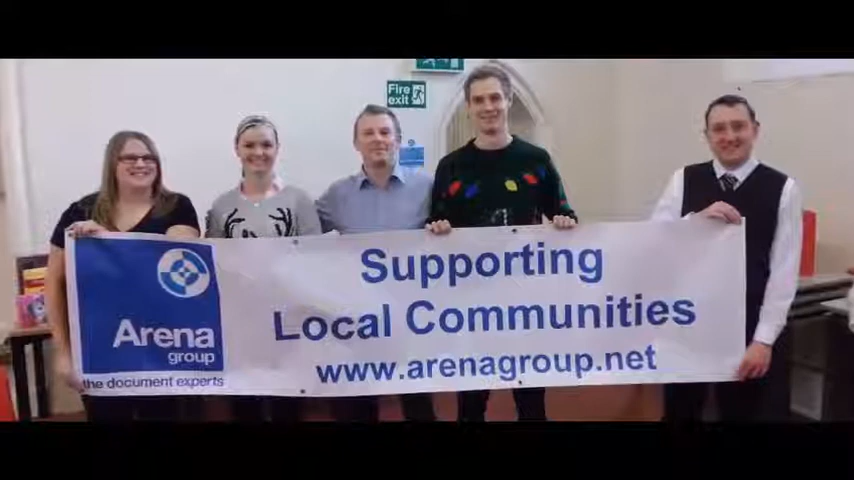 Fire
exit
Supporting
Local Communities
www.arenagroup.net
Arena
group
the document experts